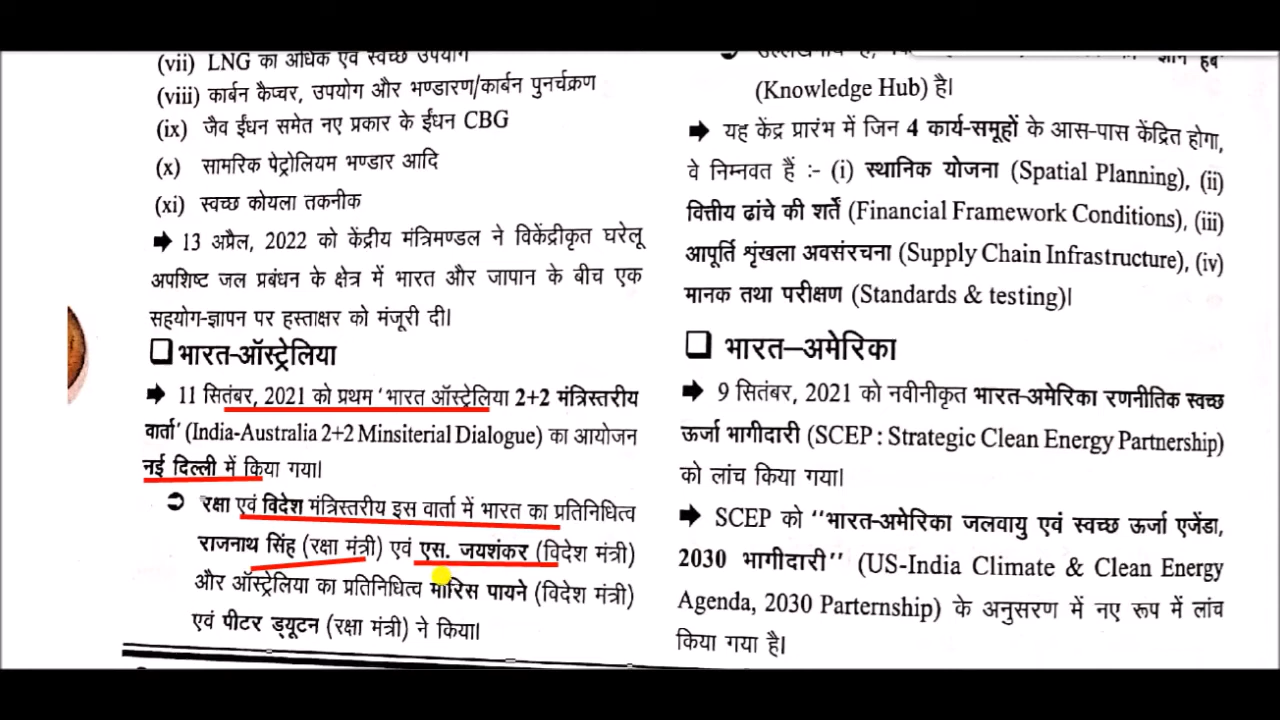 (vii) LNG का अधिक एवं स्वच्छ उपयोग
(viii) कार्बन कैप्चर, उपयोग और भण्डारण/कार्बन पुनर्चक्रण
(ix) जैव ईंधन समेत नए प्रकार के ईंधन CBG
(x) सामरिक पेट्रोलियम भण्डार आदि
(xi) स्वच्छ कोयला तकनीक
➡ 13 अप्रैल, 2022 को केंद्रीय मंत्रिमण्डल ने विकेंद्रीकृत घरेलू
अपशिष्ट जल प्रबंधन के क्षेत्र में भारत और जापान के बीच एक
सहयोग-ज्ञापन पर हस्ताक्षर को मंजूरी दी।
❑ भारत-ऑस्ट्रेलिया
➡ 11 सितंबर, 2021 को प्रथम 'भारत ऑस्ट्रेलिया 2+2 मंत्रिस्तरीय
वार्ता' (India-Australia 2+2 Minsiterial Dialogue) का आयोजन
नई दिल्ली में किया गया।
➲ रक्षा एवं विदेश मंत्रिस्तरीय इस वार्ता में भारत का प्रतिनिधित्व
राजनाथ सिंह (रक्षा मंत्री) एवं एस. जयशंकर (विदेश मंत्री)
और ऑस्ट्रेलिया का प्रतिनिधित्व मारिस पायने (विदेश मंत्री)
एवं पीटर ड्यूटन (रक्षा मंत्री) ने किया।
(Knowledge Hub) है।
➡ यह केंद्र प्रारंभ में जिन 4 कार्य-समूहों के आस-पास केंद्रित होगा,
वे निम्नवत हैं :- (i) स्थानिक योजना (Spatial Planning), (ii)
वित्तीय ढांचे की शर्तें (Financial Framework Conditions), (iii)
आपूर्ति शृंखला अवसंरचना (Supply Chain Infrastructure), (iv)
मानक तथा परीक्षण (Standards & testing)।
❑ भारत–अमेरिका
➡ 9 सितंबर, 2021 को नवीनीकृत भारत-अमेरिका रणनीतिक स्वच्छ
ऊर्जा भागीदारी (SCEP : Strategic Clean Energy Partnership)
को लांच किया गया।
➡ SCEP को "भारत-अमेरिका जलवायु एवं स्वच्छ ऊर्जा एजेंडा,
2030 भागीदारी" (US-India Climate & Clean Energy
Agenda, 2030 Parternship) के अनुसरण में नए रूप में लांच
किया गया है।